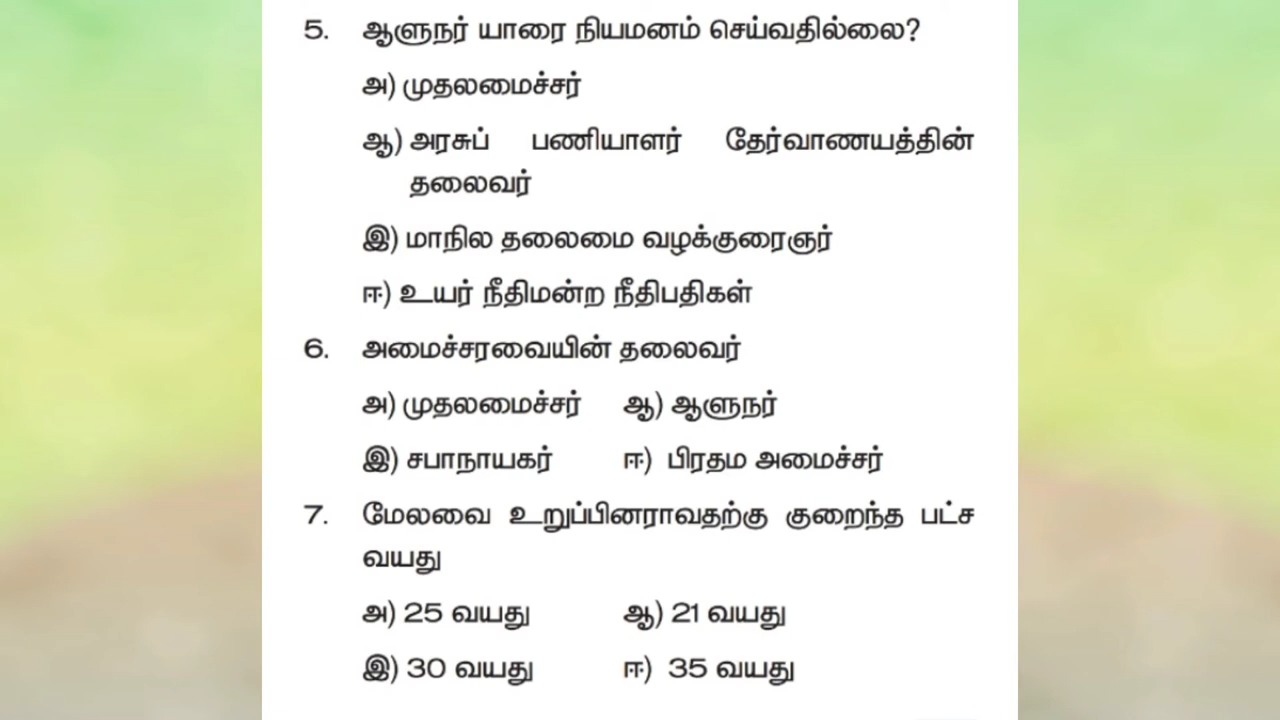 5. ஆளுநர் யாரை நியமனம் செய்வதில்லை?
அ) முதலமைச்சர்
ஆ) அரசுப் பணியாளர் தேர்வாணயத்தின்
தலைவர்
இ) மாநில தலைமை வழக்குரைஞர்
ஈ) உயர் நீதிமன்ற நீதிபதிகள்
6. அமைச்சரவையின் தலைவர்
அ) முதலமைச்சர் ஆ) ஆளுநர்
இ) சபாநாயகர் ஈ) பிரதம அமைச்சர்
7. மேலவை உறுப்பினராவதற்கு குறைந்த பட்ச
வயது
அ) 25 வயது ஆ) 21 வயது
இ) 30 வயது ஈ) 35 வயது